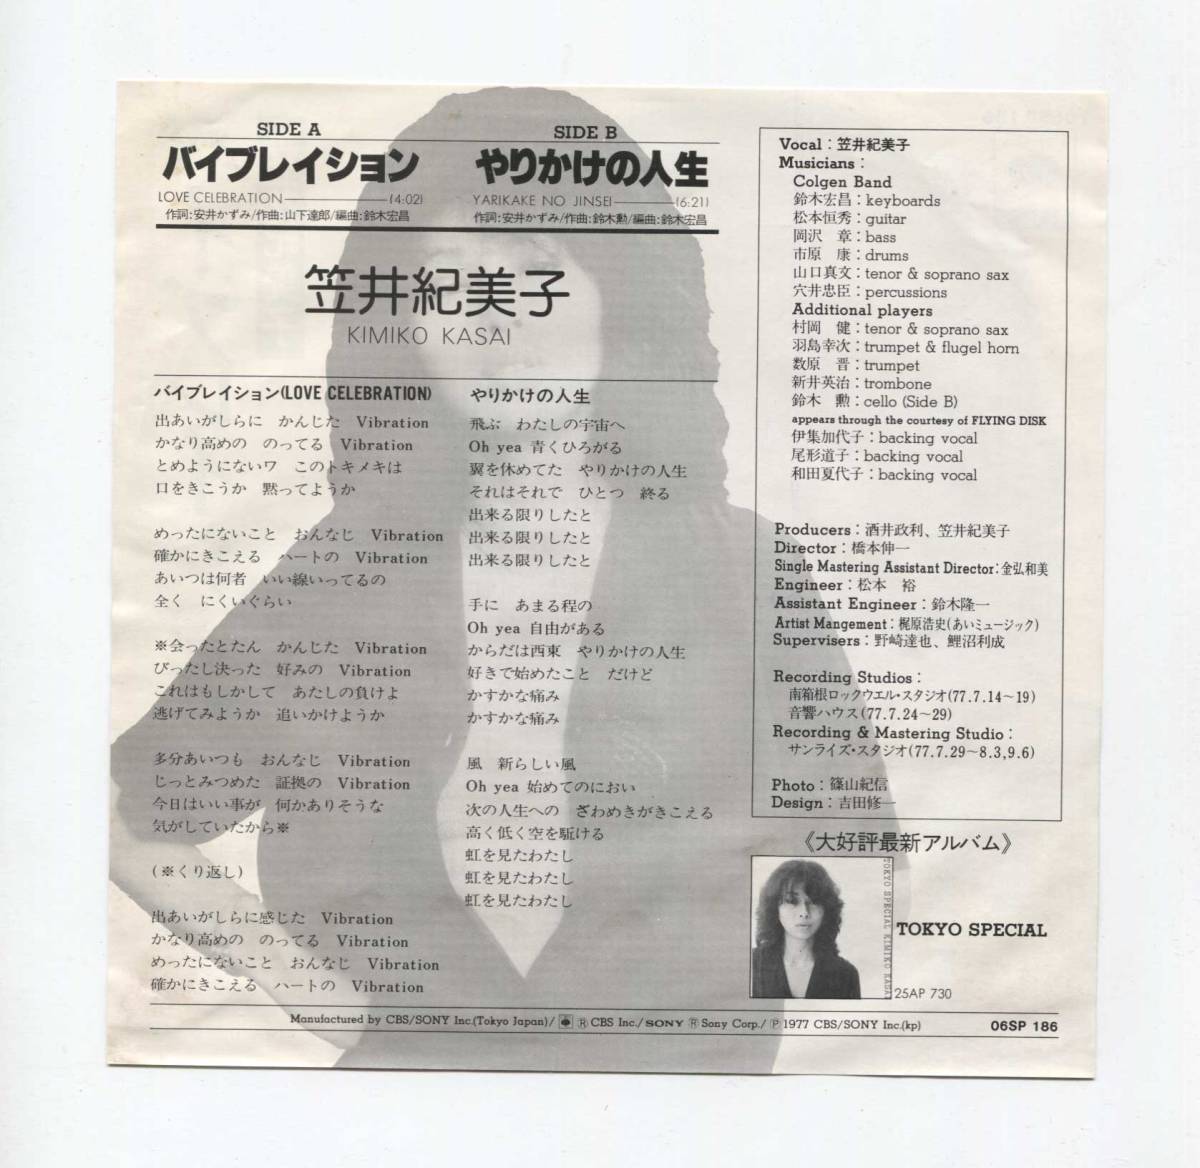 SIDE A
バイブレイション
LOVE CELEBRATION (4:02)
作詞:安井かずみ/作曲:山下達郎/編曲:鈴木宏昌
SIDE B
やりかけの人生
YARIKAKE NO JINSEI (6:21)
作詞:安井かずみ/作曲:鈴木勲/編曲:鈴木宏昌
笠井紀美子
KIMIKO KASAI
バイブレイション(LOVE CELEBRATION)
出あいがしらに かんじた Vibration
かなり高めの のってる Vibration
とめようにないワ このトキメキは
口をきこうか 黙ってようか
めったにないこと おんなじ Vibration
確かにきこえる ハートの Vibration
あいつは何者 いい線いってるの
全く にくいぐらい
※会ったとたん かんじた Vibration
ぴったし決った 好みの Vibration
これはもしかして あたしの負けよ
逃げてみようか 追いかけようか
多分あいつも おんなじ Vibration
じっとみつめた 証拠の Vibration
今日はいい事が 何かありそうな
気がしていたから※
(※くり返し)
出あいがしらに感じた Vibration
かなり高めの のってる Vibration
めったにないこと おんなじ Vibration
確かにきこえる ハートの Vibration
やりかけの人生
飛ぶ わたしの宇宙へ
Oh yea 青くひろがる
翼を休めてた やりかけの人生
それはそれで ひとつ 終る
出来る限りしたと
出来る限りしたと
出来る限りしたと
手に あまる程の
Oh yea 自由がある
からだは西東 やりかけの人生
好きで始めたこと だけど
かすかな痛み
かすかな痛み
風 新らしい風
Oh yea 始めてのにおい
次の人生への ざわめきがきこえる
高く低く空を駈ける
虹を見たわたし
虹を見たわたし
虹を見たわたし
Vocal:笠井紀美子
Musicians:
Colgen Band
鈴木宏昌:keyboards
松本恒秀:guitar
岡沢 章:bass
市原 康:drums
山口真文:tenor & soprano sax
穴井忠臣:percussions
Additional players
村岡 健:tenor & soprano sax
羽島幸次:trumpet & flugel horn
数原 晋:trumpet
新井英治:trombone
鈴木 勲:cello (Side B)
appears through the courtesy of FLYING DISK
伊集加代子:backing vocal
尾形道子:backing vocal
和田夏代子:backing vocal
Producers:酒井政利、笠井紀美子
Director:橋本伸一
Single Mastering Assistant Director:金弘和美
Engineer:松本 裕
Assistant Engineer:鈴木隆一
Artist Mangement:梶原浩史(あいミュージック)
Supervisers:野崎達也、鯉沼利成
Recording Studios:
南箱根ロックウエル・スタジオ(77.7.14~19)
音響ハウス(77.7.24~29)
Recording & Mastering Studio:
サンライズ・スタジオ(77.7.29~8.3,9.6)
Photo:篠山紀信
Design:吉田修一
《大好評最新アルバム》
TOKYO SPECIAL KIMIKO KASAI
TOKYO SPECIAL
25AP 730
Manufactured by CBS/SONY Inc.(Tokyo Japan)/ ® CBS Inc./SONY ® Sony Corp./ Ⓟ 1977 CBS/SONY Inc.(kp)
06SP 186